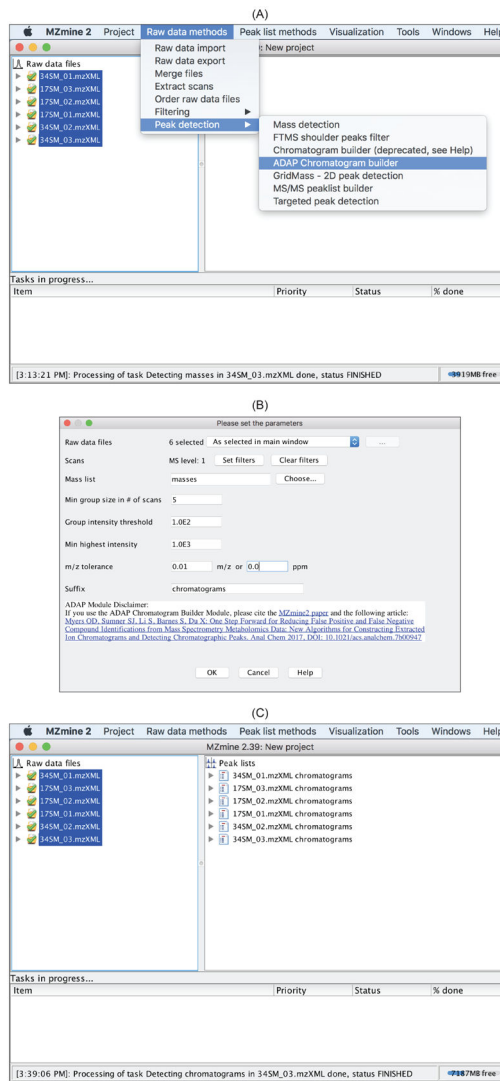 (A)
MZmine 2 Project Raw data methods Peak list methods Visualization Tools Windows Help
9: New project
Raw data files
34SM_01.mzXML
17SM_03.mzXML
17SM_02.mzXML
17SM_01.mzXML
34SM_02.mzXML
34SM_03.mzXML
Raw data import
Raw data export
Merge files
Extract scans
Order raw data files
Filtering
Peak detection
Mass detection
FTMS shoulder peaks filter
Chromatogram builder (deprecated, see Help)
ADAP Chromatogram builder
GridMass - 2D peak detection
MS/MS peaklist builder
Targeted peak detection
Tasks in progress...
Item Priority Status % done
[3:13:21 PM]: Processing of task Detecting masses in 34SM_03.mzXML done, status FINISHED 3919MB free
(B)
Please set the parameters
Raw data files 6 selected As selected in main window ...
Scans MS level: 1 Set filters Clear filters
Mass list masses Choose...
Min group size in # of scans 5
Group intensity threshold 1.0E2
Min highest intensity 1.0E3
m/z tolerance 0.01 m/z or 0.0 ppm
Suffix chromatograms
ADAP Module Disclaimer:
If you use the ADAP Chromatogram Builder Module, please cite the MZmine2 paper and the following article:
Myers OD, Sumner SJ, Li S, Barnes S, Du X: One Step Forward for Reducing False Positive and False Negative
Compound Identifications from Mass Spectrometry Metabolomics Data: New Algorithms for Constructing Extracted
Ion Chromatograms and Detecting Chromatographic Peaks. Anal Chem 2017, DOI: 10.1021/acs.analchem.7b00947
OK Cancel Help
(C)
MZmine 2 Project Raw data methods Peak list methods Visualization Tools Windows Help
MZmine 2.39: New project
Raw data files
34SM_01.mzXML
17SM_03.mzXML
17SM_02.mzXML
17SM_01.mzXML
34SM_02.mzXML
34SM_03.mzXML
Peak lists
34SM_01.mzXML chromatograms
17SM_03.mzXML chromatograms
17SM_02.mzXML chromatograms
17SM_01.mzXML chromatograms
34SM_02.mzXML chromatograms
34SM_03.mzXML chromatograms
Tasks in progress...
Item Priority Status % done
[3:39:06 PM]: Processing of task Detecting chromatograms in 34SM_03.mzXML done, status FINISHED 7187MB free